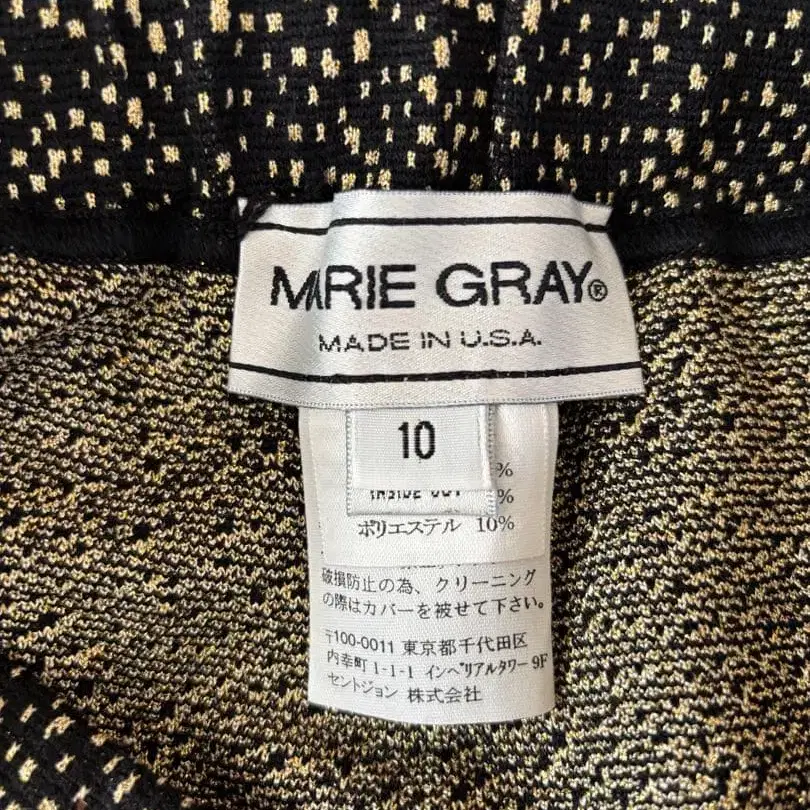 MARIE GRAY®
MADE IN U.S.A.
10
%
%
ポリエステル 10%
破損防止の為、クリーニング
の際はカバーを被せて下さい。
〒100-0011 東京都千代田区
内幸町 1-1-1 インペリアルタワー 9F
セントジョン 株式会社